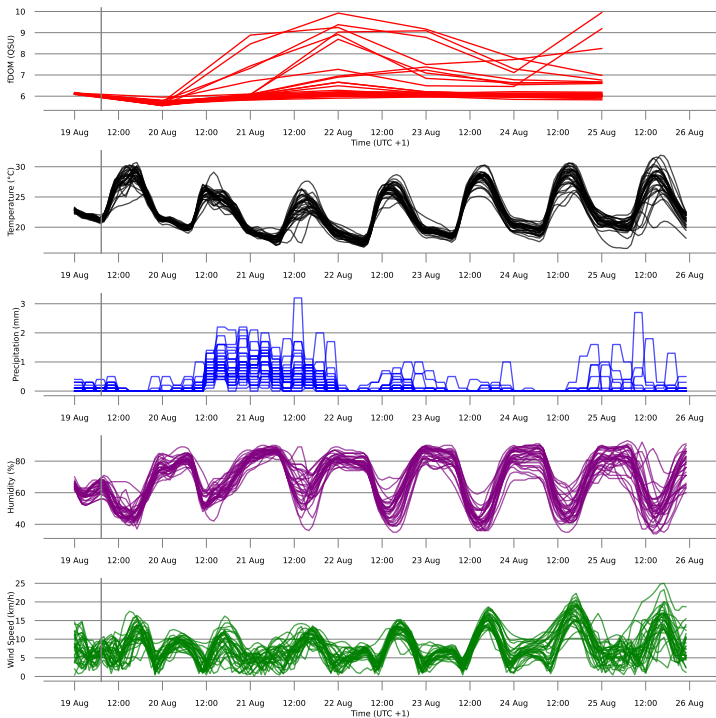 10
9
8
7
6
fDOM (QSU)
19 Aug 12:00 20 Aug 12:00 21 Aug 12:00 22 Aug 12:00 23 Aug 12:00 24 Aug 12:00 25 Aug 12:00 26 Aug
Time (UTC +1)
30
25
20
Temperature (°C)
19 Aug 12:00 20 Aug 12:00 21 Aug 12:00 22 Aug 12:00 23 Aug 12:00 24 Aug 12:00 25 Aug 12:00 26 Aug
3
2
1
0
Precipitation (mm)
19 Aug 12:00 20 Aug 12:00 21 Aug 12:00 22 Aug 12:00 23 Aug 12:00 24 Aug 12:00 25 Aug 12:00 26 Aug
80
60
40
Humidity (%)
19 Aug 12:00 20 Aug 12:00 21 Aug 12:00 22 Aug 12:00 23 Aug 12:00 24 Aug 12:00 25 Aug 12:00 26 Aug
25
20
15
10
5
0
Wind Speed (km/h)
19 Aug 12:00 20 Aug 12:00 21 Aug 12:00 22 Aug 12:00 23 Aug 12:00 24 Aug 12:00 25 Aug 12:00 26 Aug
Time (UTC +1)